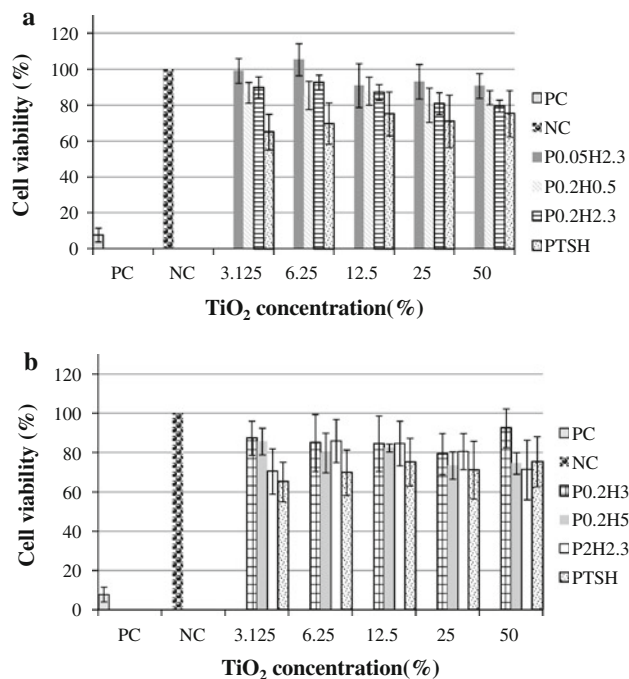 a
120
100
80
60
40
20
0
Cell viability (%)
PC NC 3.125 6.25 12.5 25 50
TiO2 concentration(%)
PC
NC
P0.05H2.3
P0.2H0.5
P0.2H2.3
PTSH
b
120
100
80
60
40
20
0
Cell viability (%)
PC NC 3.125 6.25 12.5 25 50
TiO2 concentration(%)
PC
NC
P0.2H3
P0.2H5
P2H2.3
PTSH